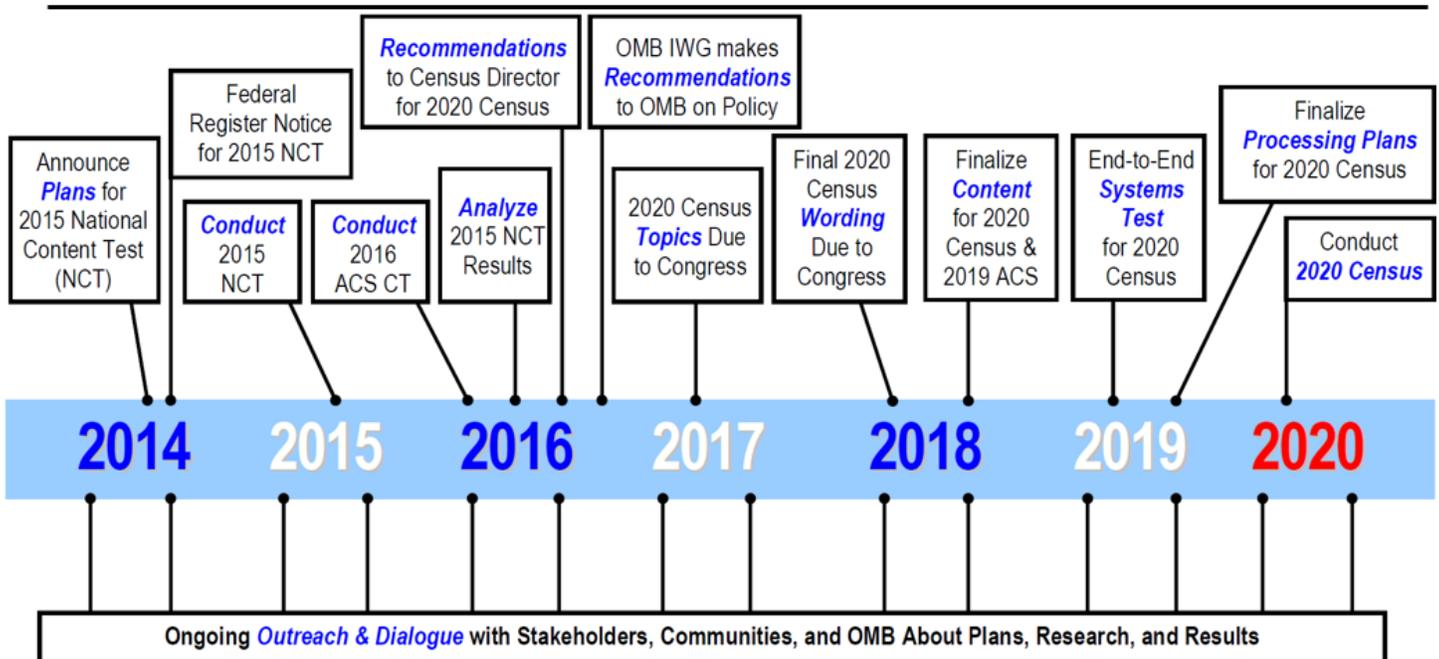 Announce
Plans for
2015 National
Content Test
(NCT)
Federal
Register Notice
for 2015 NCT
Conduct
2015
NCT
Conduct
2016
ACS CT
Recommendations
to Census Director
for 2020 Census
Analyze
2015 NCT
Results
OMB IWG makes
Recommendations
to OMB on Policy
2020 Census
Topics Due
to Congress
Final 2020
Census
Wording
Due to
Congress
Finalize
Content
for 2020
Census &
2019 ACS
End-to-End
Systems
Test
for 2020
Census
Finalize
Processing Plans
for 2020 Census
Conduct
2020 Census
2014 2015 2016 2017 2018 2019 2020
Ongoing Outreach & Dialogue with Stakeholders, Communities, and OMB About Plans, Research, and Results